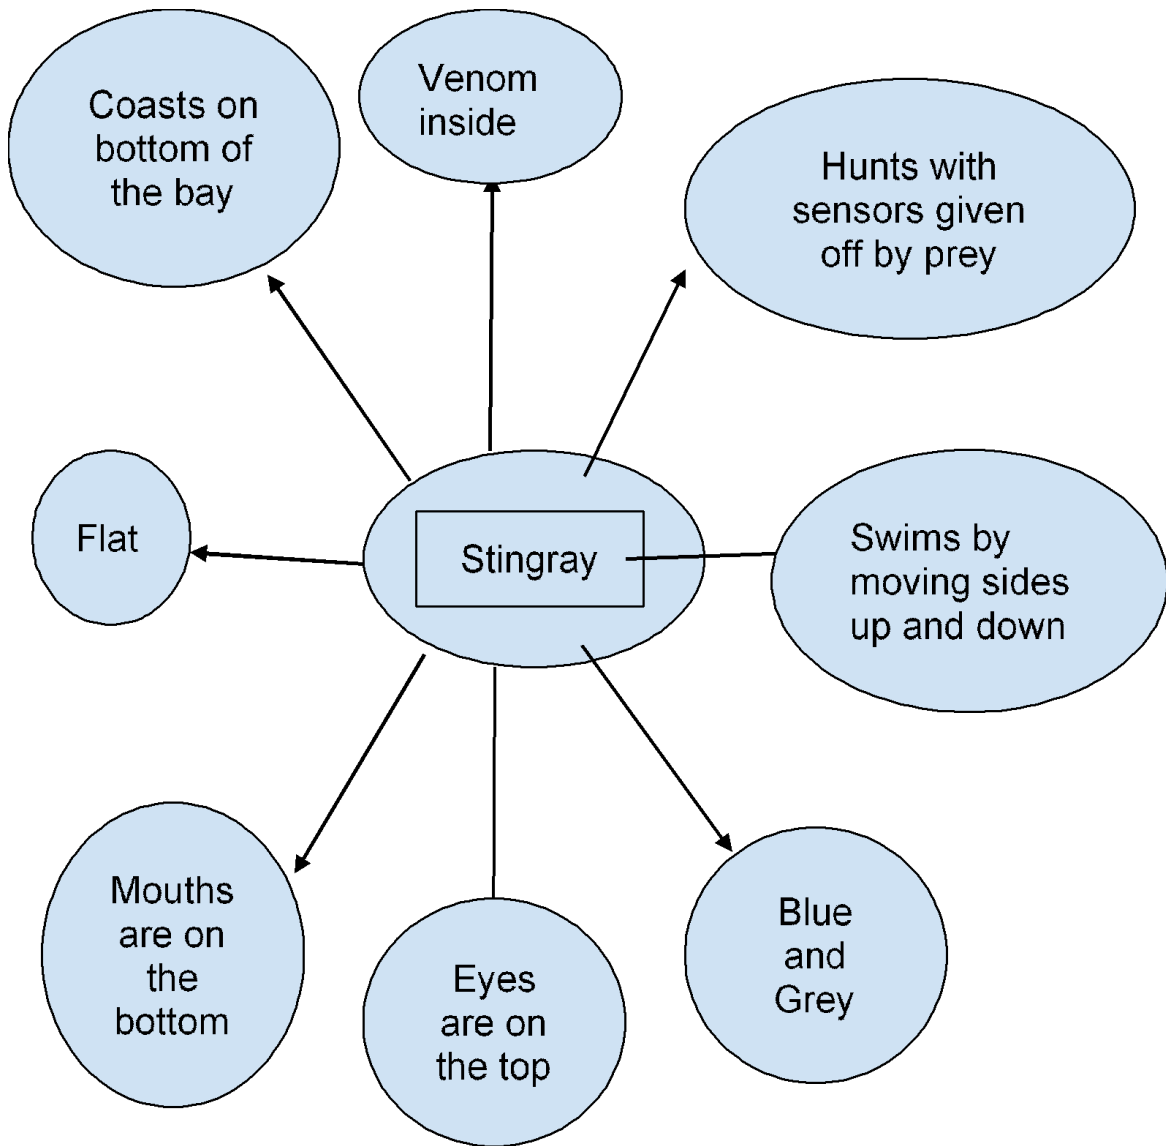 Coasts on
bottom of
the bay
Venom
inside
Hunts with
sensors given
off by prey
Flat
Stingray
Swims by
moving sides
up and down
Mouths
are on
the
bottom
Eyes
are on
the top
Blue
and
Grey